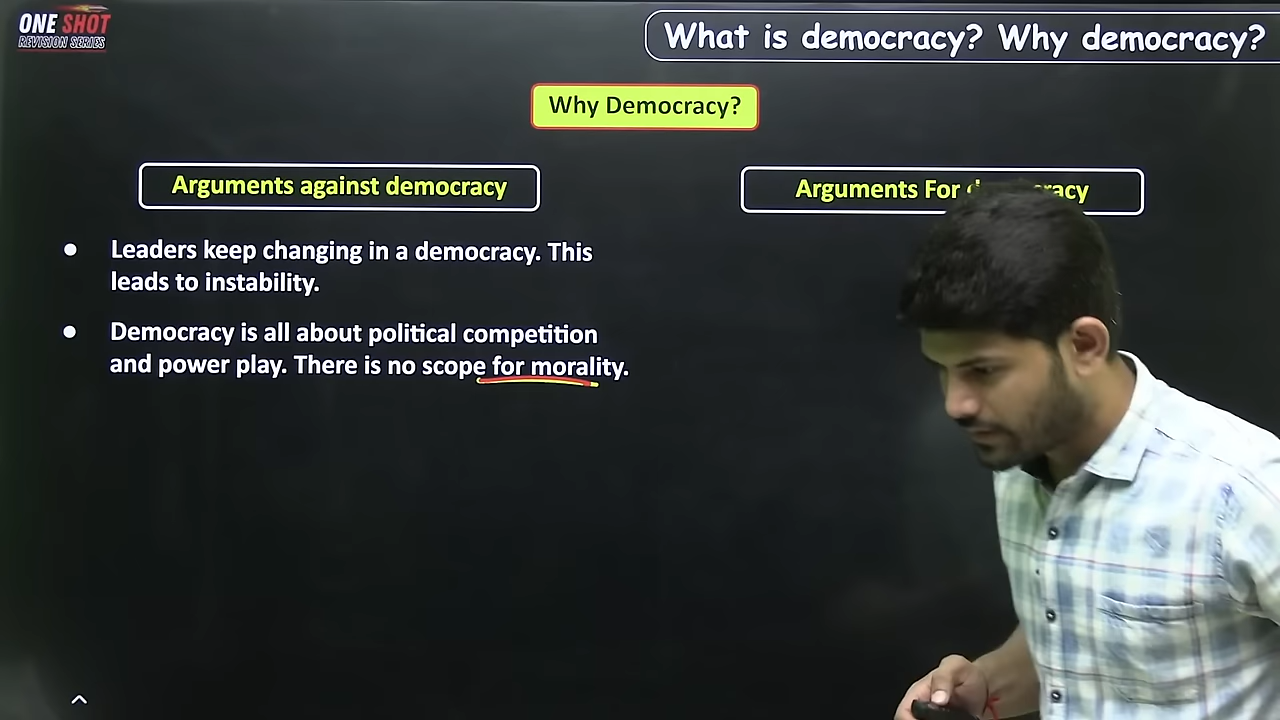 ONE SHOT
REVISION SERIES
What is democracy? Why democracy?
Why Democracy?
Arguments against democracy
Arguments For
● Leaders keep changing in a democracy. This
leads to instability.
● Democracy is all about political competition
and power play. There is no scope for morality.